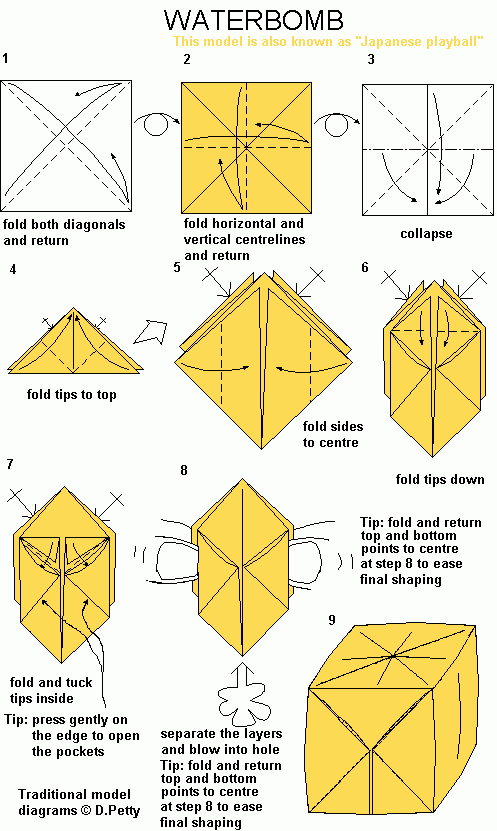 WATERBOMB
This model is also known as "Japanese playball"
1
2
3
fold both diagonals
and return
fold horizontal and
vertical centrelines
and return
collapse
4
5
6
fold tips to top
fold sides
to centre
fold tips down
7
8
Tip: fold and return
top and bottom
points to centre
at step 8 to ease
final shaping
9
fold and tuck
tips inside
Tip: press gently on
the edge to open
the pockets
separate the layers
and blow into hole
Tip: fold and return
top and bottom
points to centre
at step 8 to ease
final shaping
Traditional model
diagrams © D.Petty